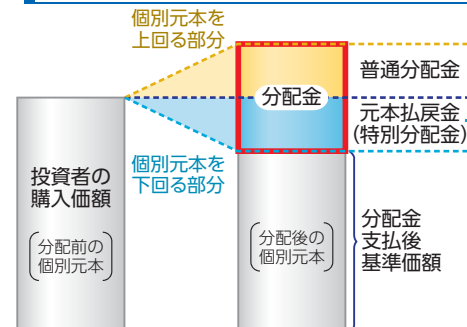 個別元本を
上回る部分
分配金
普通分配金
元本払戻金
(特別分配金)
個別元本を
下回る部分
投資者の
購入価額
分配前の
個別元本
分配後の
個別元本
分配金
支払後
基準価額